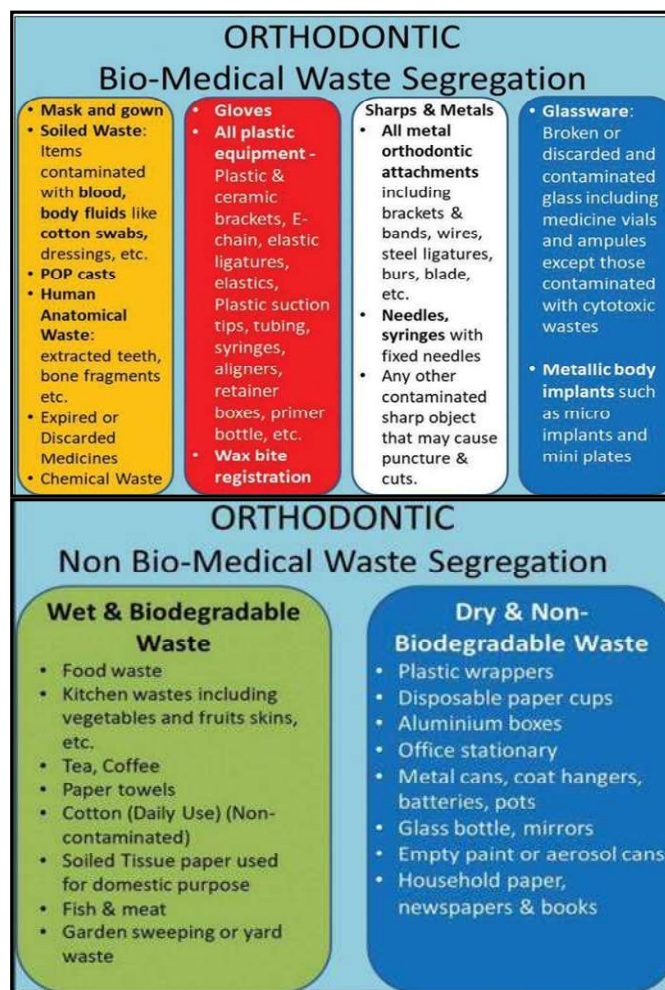 ORTHODONTIC
Bio-Medical Waste Segregation
• Mask and gown
• Soiled Waste:
Items
contaminated
with blood,
body fluids like
cotton swabs,
dressings, etc.
• POP casts
• Human
Anatomical
Waste:
extracted teeth,
bone fragments
etc.
• Expired or
Discarded
Medicines
• Chemical Waste
• Gloves
• All plastic
equipment -
Plastic &
ceramic
brackets, E-
chain, elastic
ligatures,
elastics,
Plastic suction
tips, tubing,
syringes,
aligners,
retainer
boxes, primer
bottle, etc.
• Wax bite
registration
Sharps & Metals
• All metal
orthodontic
attachments
including
brackets &
bands, wires,
steel ligatures,
burs, blade,
etc.
• Needles,
syringes with
fixed needles
• Any other
contaminated
sharp object
that may cause
puncture &
cuts.
• Glassware:
Broken or
discarded and
contaminated
glass including
medicine vials
and ampules
except those
contaminated
with cytotoxic
wastes
• Metallic body
implants such
as micro
implants and
mini plates
ORTHODONTIC
Non Bio-Medical Waste Segregation
Wet & Biodegradable
Waste
• Food waste
• Kitchen wastes including
vegetables and fruits skins,
etc.
• Tea, Coffee
• Paper towels
• Cotton (Daily Use) (Non-
contaminated)
• Soiled Tissue paper used
for domestic purpose
• Fish & meat
• Garden sweeping or yard
waste
Dry & Non-
Biodegradable Waste
• Plastic wrappers
• Disposable paper cups
• Aluminium boxes
• Office stationary
• Metal cans, coat hangers,
batteries, pots
• Glass bottle, mirrors
• Empty paint or aerosol cans
• Household paper,
newspapers & books